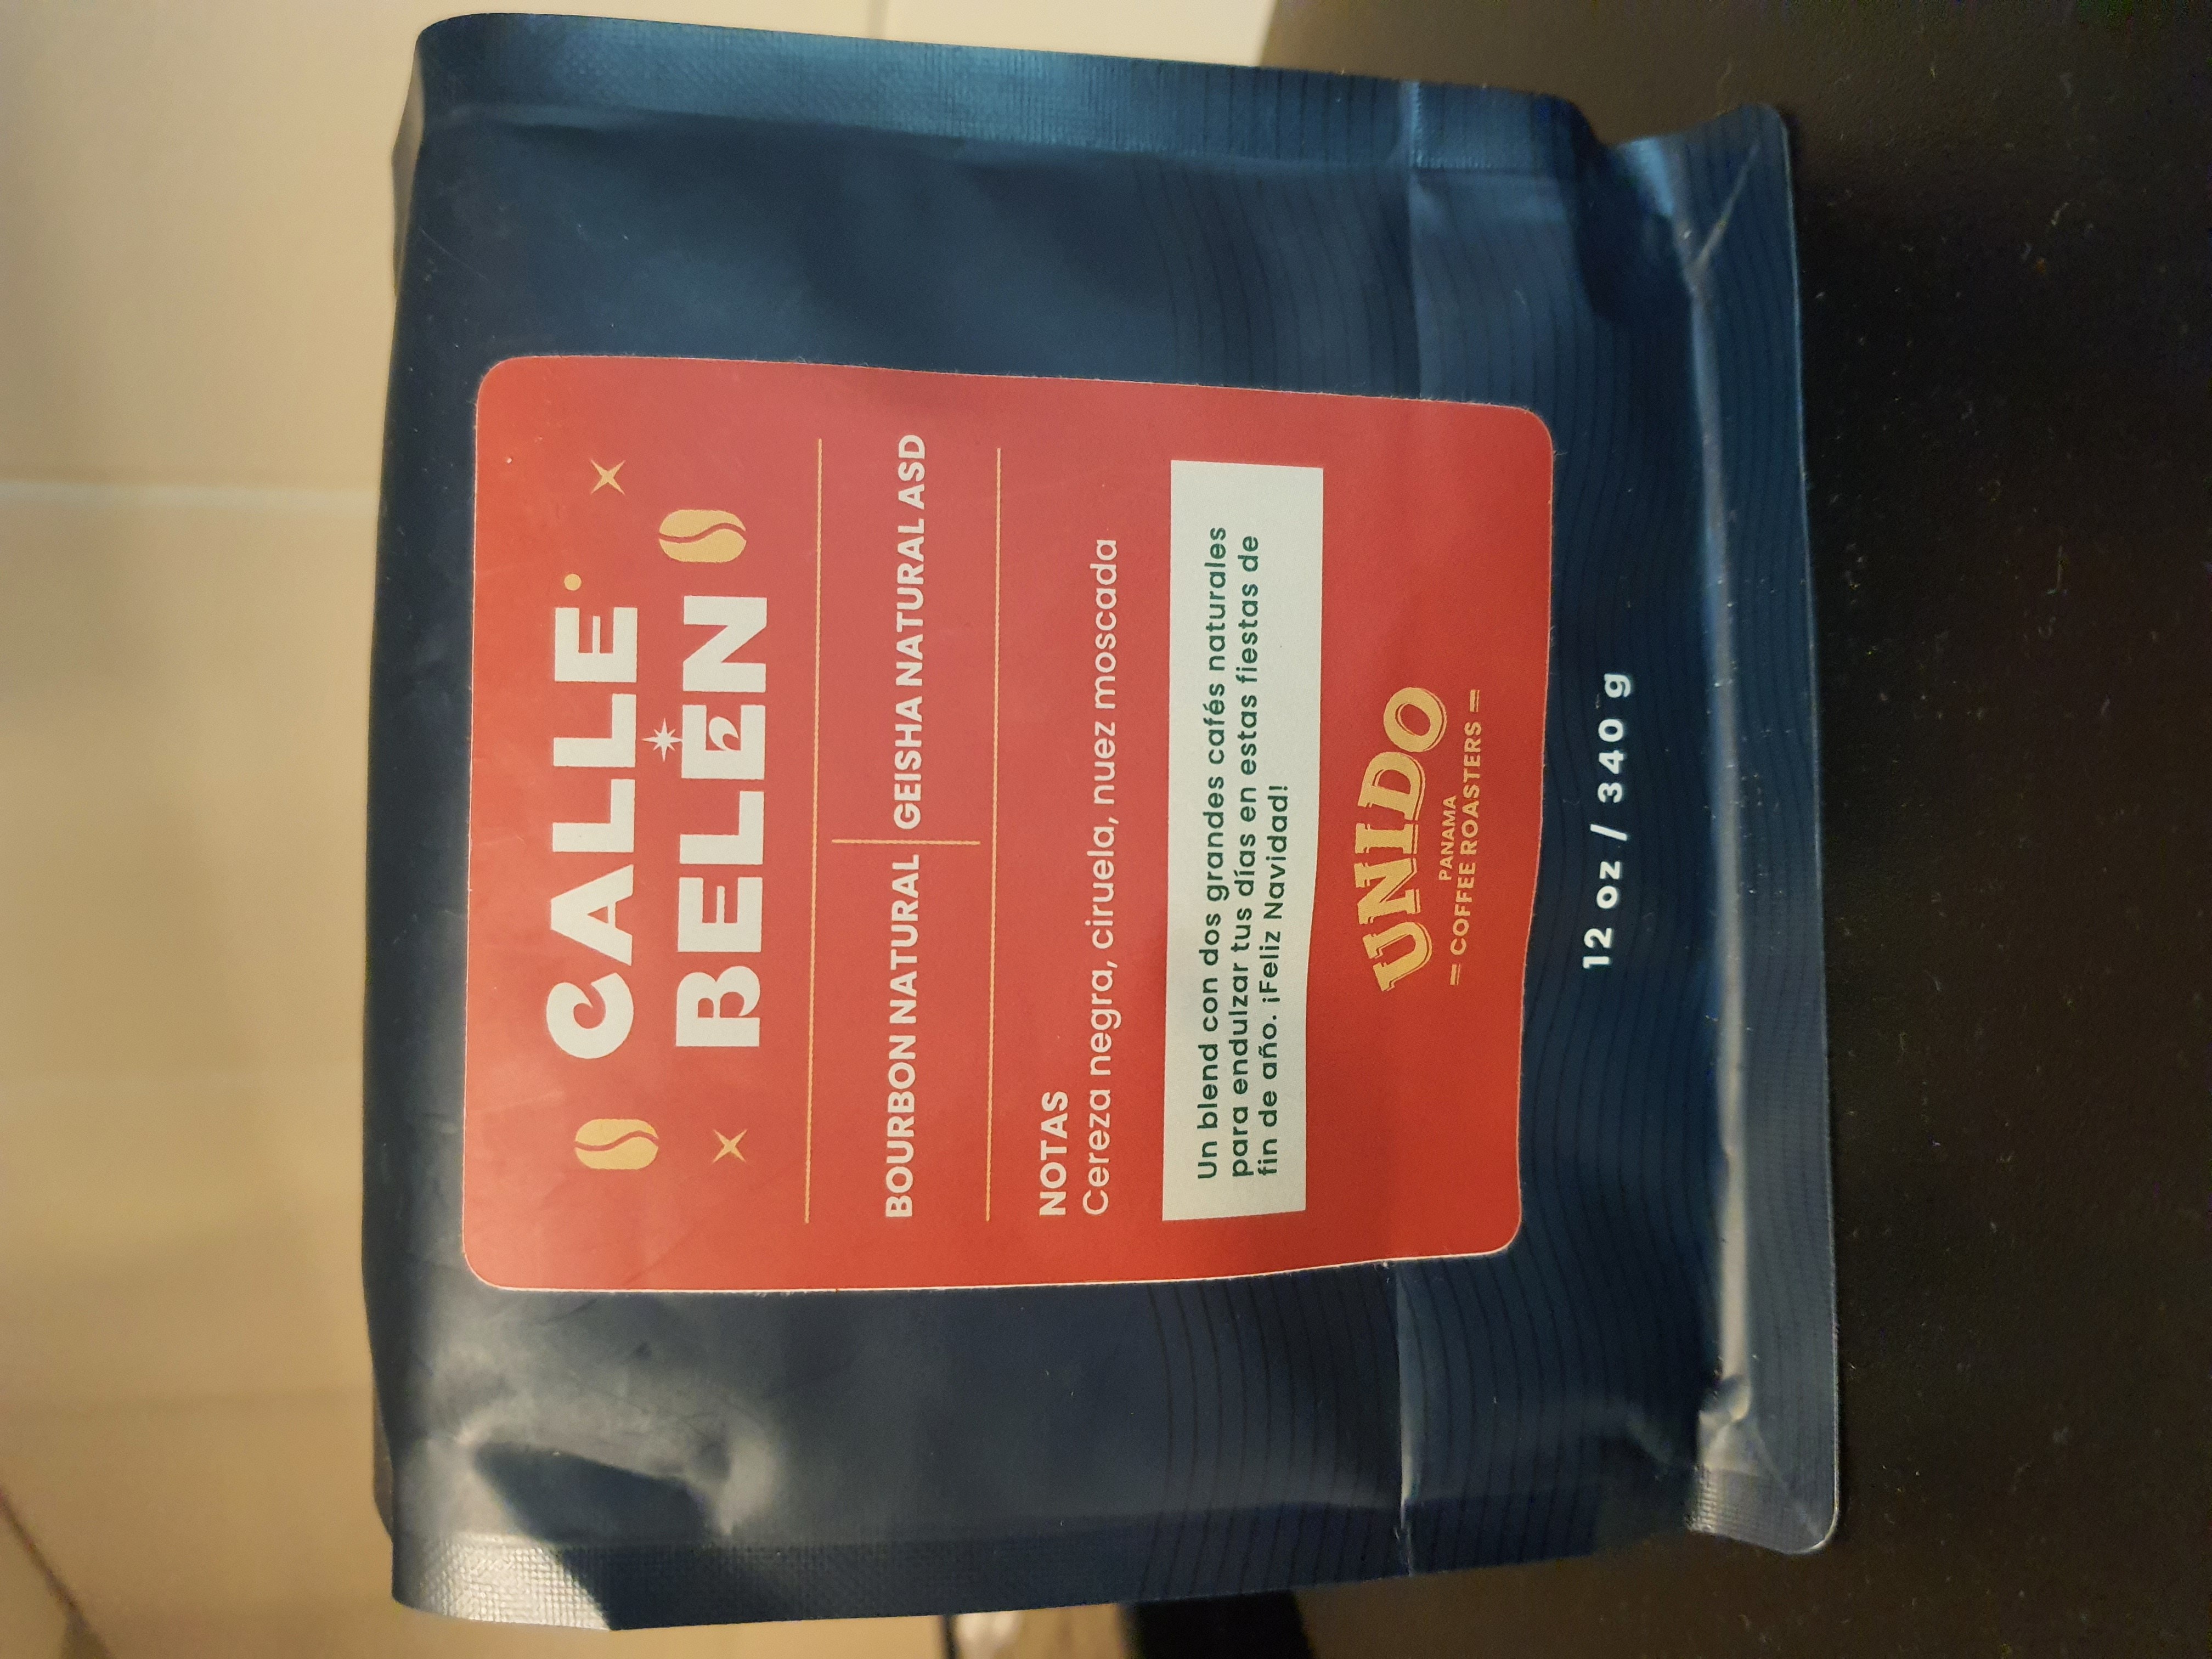 CALLE
BELÉN
BOURBON NATURAL
GEISHA NATURAL ASD
NOTAS
Cereza negra, ciruela, nuez moscada
Un blend con dos grandes cafés naturales
para endulzar tus días en estas fiestas de
fin de año. ¡Feliz Navidad!
UNIDO
PANAMA
COFFEE ROASTERS
12 oz / 340 g